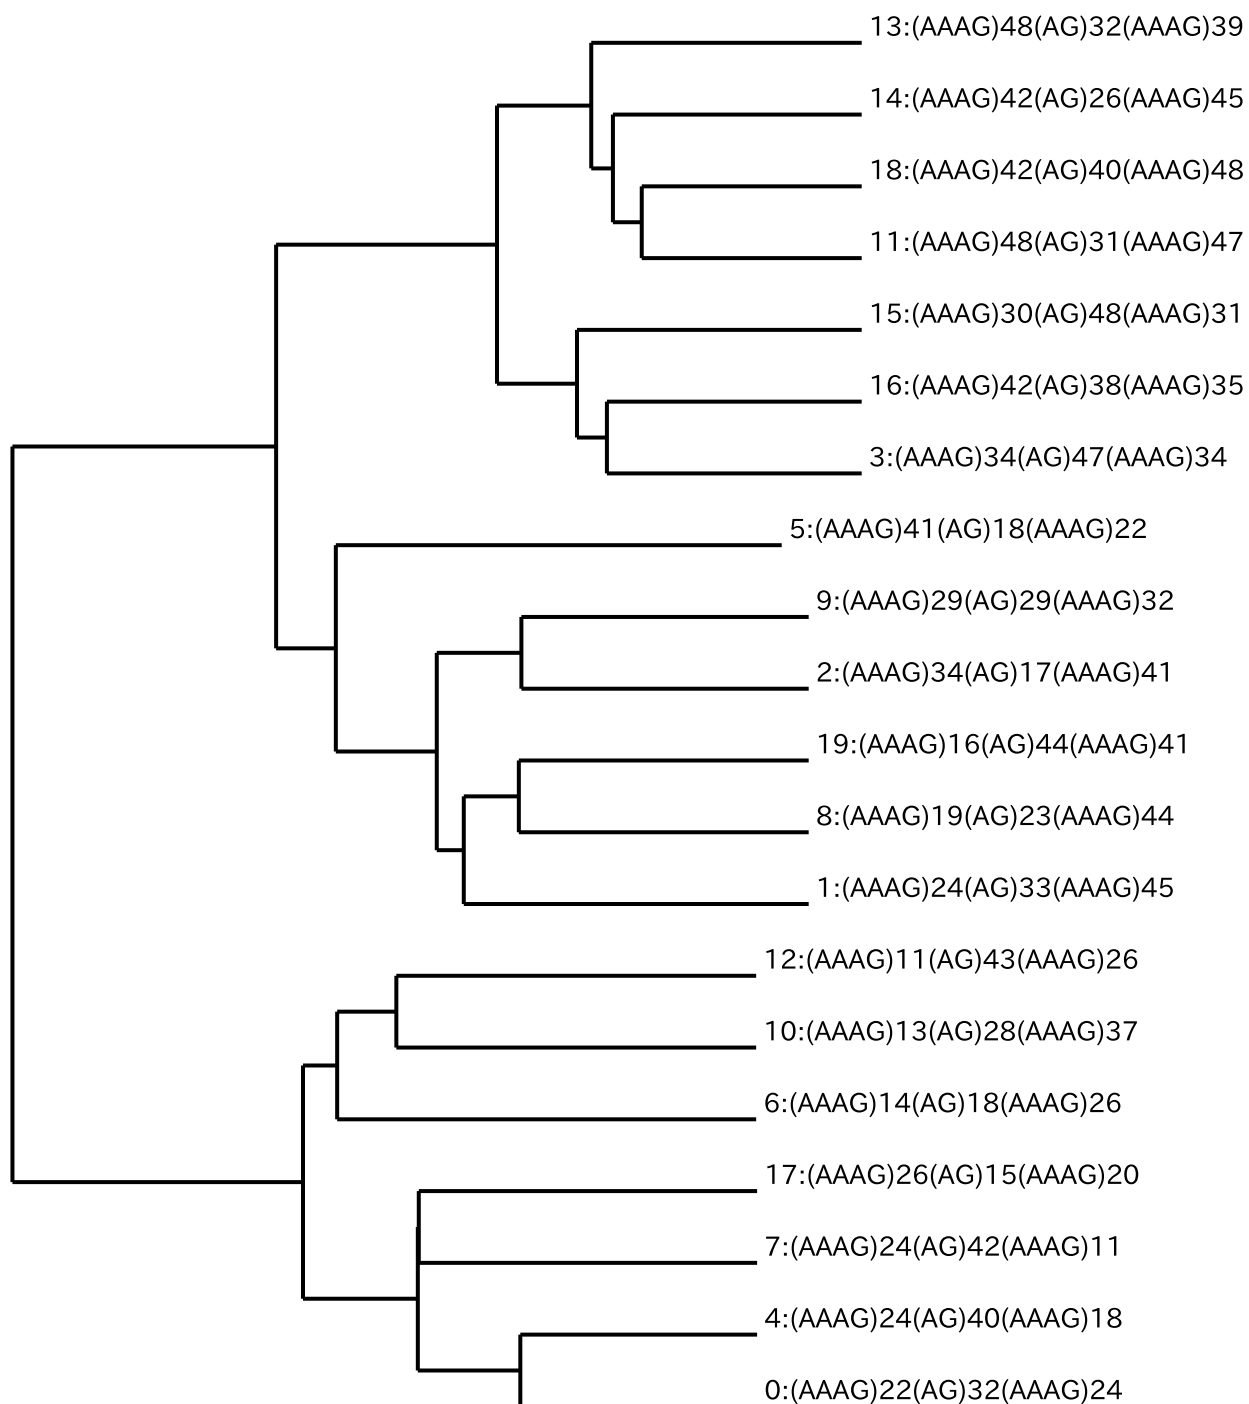 13:(AAAG)48(AG)32(AAAG)39
14:(AAAG)42(AG)26(AAAG)45
18:(AAAG)42(AG)40(AAAG)48
11:(AAAG)48(AG)31(AAAG)47
15:(AAAG)30(AG)48(AAAG)31
16:(AAAG)42(AG)38(AAAG)35
3:(AAAG)34(AG)47(AAAG)34
5:(AAAG)41(AG)18(AAAG)22
9:(AAAG)29(AG)29(AAAG)32
2:(AAAG)34(AG)17(AAAG)41
19:(AAAG)16(AG)44(AAAG)41
8:(AAAG)19(AG)23(AAAG)44
1:(AAAG)24(AG)33(AAAG)45
12:(AAAG)11(AG)43(AAAG)26
10:(AAAG)13(AG)28(AAAG)37
6:(AAAG)14(AG)18(AAAG)26
17:(AAAG)26(AG)15(AAAG)20
7:(AAAG)24(AG)42(AAAG)11
4:(AAAG)24(AG)40(AAAG)18
0:(AAAG)22(AG)32(AAAG)24